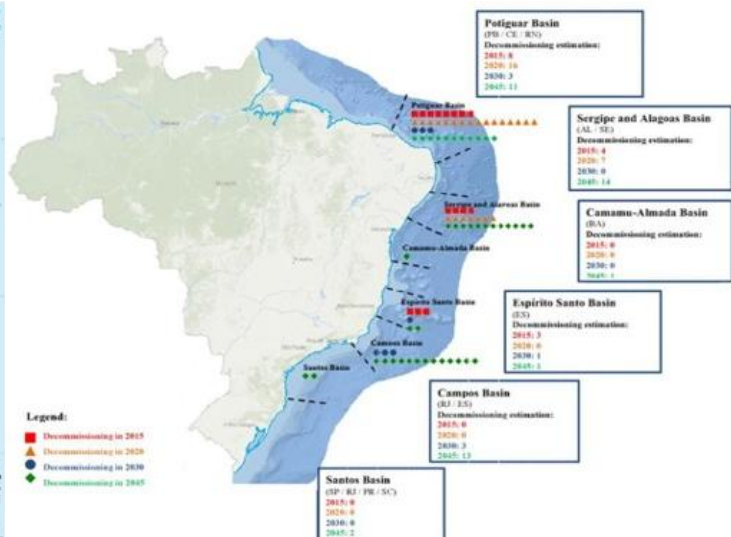 Potiguar Basin
(PB / CE / RN)
Decommissioning estimation:
2015: 8
2020: 16
2030: 3
2045: 11
Potiguar Basin
Sergipe and Alagoas Basin
(AL / SE)
Decommissioning estimation:
2015: 4
2020: 7
2030: 0
2045: 14
Sergipe and Alagoas Basin
Camamu-Almada Basin
(BA)
Decommissioning estimation:
2015: 0
2020: 0
2030: 0
2045: 1
Camamu-Almada Basin
Espírito Santo Basin
(ES)
Decommissioning estimation:
2015: 3
2020: 0
2030: 1
2045: 1
Espírito Santo Basin
Campos Basin
Santos Basin
Campos Basin
(RJ / ES)
Decommissioning estimation:
2015: 0
2020: 0
2030: 3
2045: 13
Legend:
Decommissioning in 2015
Decommissioning in 2020
Decommissioning in 2030
Decommissioning in 2045
Santos Basin
(SP / RJ / PR / SC)
Decommissioning estimation:
2015: 0
2020: 0
2030: 0
2045: 2